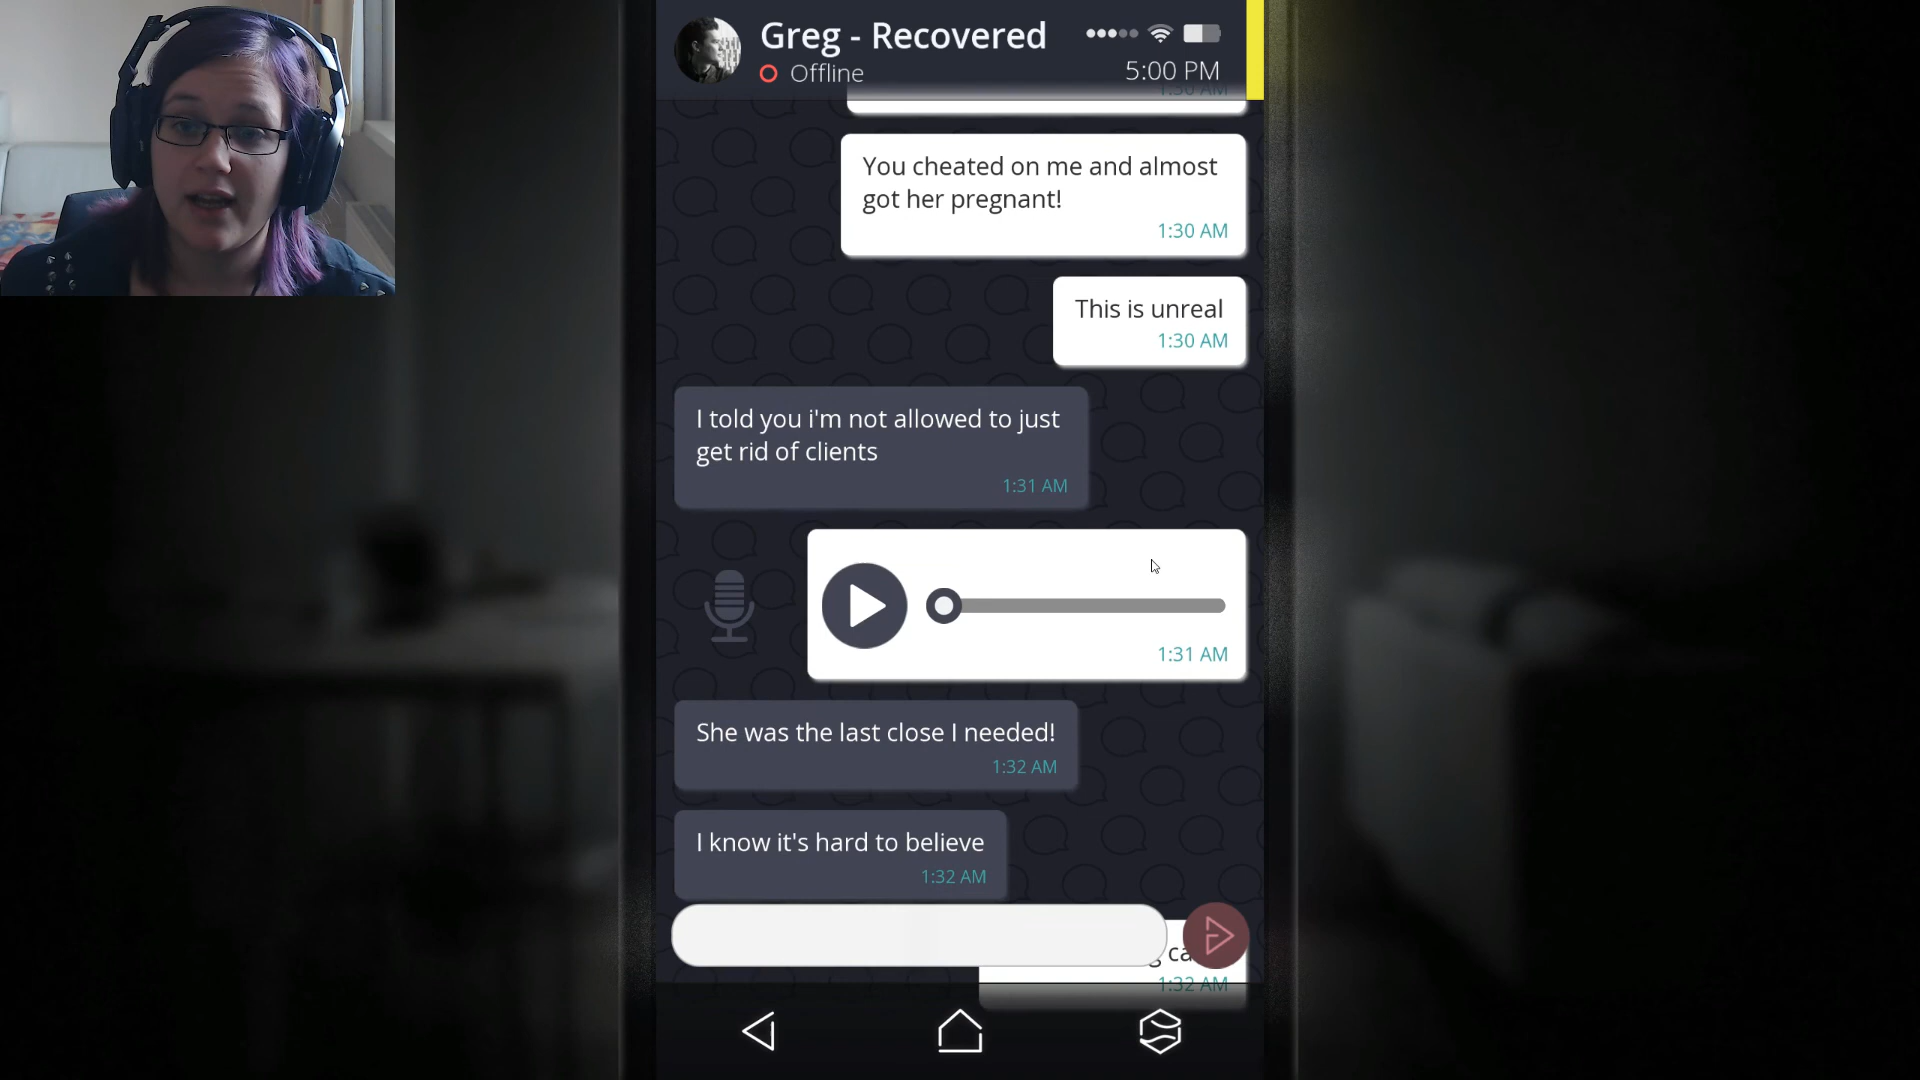 Greg - Recovered
Offline
5:00 PM
1:30 AM
You cheated on me and almost
got her pregnant!
1:30 AM
This is unreal
1:30 AM
I told you i'm not allowed to just
get rid of clients
1:31 AM
1:31 AM
She was the last close I needed!
1:32 AM
I know it's hard to believe
1:32 AM
1:32 AM